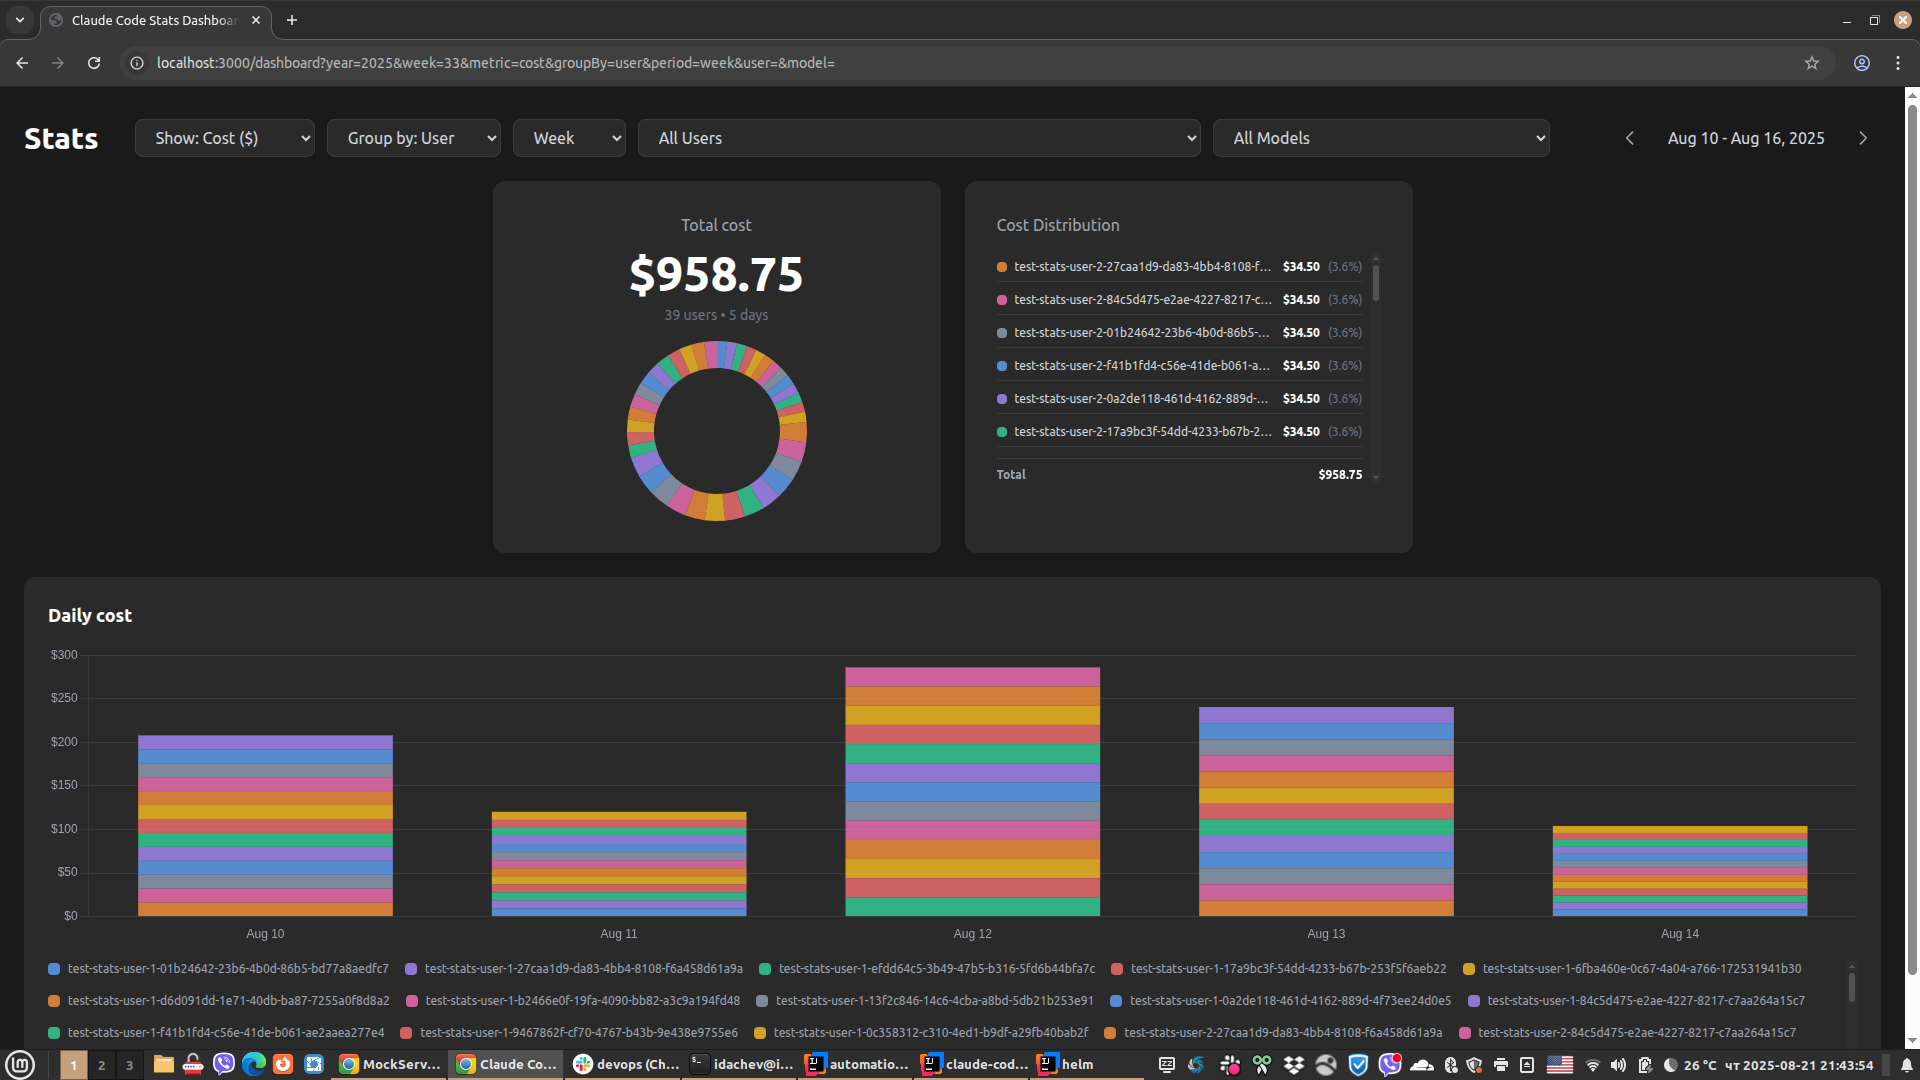 Claude Code Stats Dashboar
localhost:3000/dashboard?year=2025&week=33&metric=cost&groupBy=user&period=week&user=&model=
Stats
Show: Cost ($)
Group by: User
Week
All Users
All Models
Aug 10 - Aug 16, 2025
Total cost
$958.75
39 users • 5 days
Cost Distribution
test-stats-user-2-27caa1d9-da83-4bb4-8108-f... $34.50 (3.6%)
test-stats-user-2-84c5d475-e2ae-4227-8217-c... $34.50 (3.6%)
test-stats-user-2-01b24642-23b6-4b0d-86b5-... $34.50 (3.6%)
test-stats-user-2-f41b1fd4-c56e-41de-b061-a... $34.50 (3.6%)
test-stats-user-2-0a2de118-461d-4162-889d-... $34.50 (3.6%)
test-stats-user-2-17a9bc3f-54dd-4233-b67b-2... $34.50 (3.6%)
Total $958.75
Daily cost
$300
$250
$200
$150
$100
$50
$0
Aug 10 Aug 11 Aug 12 Aug 13 Aug 14
test-stats-user-1-01b24642-23b6-4b0d-86b5-bd77a8aedfc7 test-stats-user-1-27caa1d9-da83-4bb4-8108-f6a458d61a9a test-stats-user-1-efdd64c5-3b49-47b5-b316-5fd6b44bfa7c test-stats-user-1-17a9bc3f-54dd-4233-b67b-253f5f6aeb22 test-stats-user-1-6fba460e-0c67-4a04-a766-172531941b30
test-stats-user-1-d6d091dd-1e71-40db-ba87-7255a0f8d8a2 test-stats-user-1-b2466e0f-19fa-4090-bb82-a3c9a194fd48 test-stats-user-1-13f2c846-14c6-4cba-a8bd-5db21b253e91 test-stats-user-1-0a2de118-461d-4162-889d-4f73ee24d0e5 test-stats-user-1-84c5d475-e2ae-4227-8217-c7aa264a15c7
test-stats-user-1-f41b1fd4-c56e-41de-b061-ae2aaea277e4 test-stats-user-1-9467862f-cf70-4767-b43b-9e438e9755e6 test-stats-user-1-0c358312-c310-4ed1-b9df-a29fb40bab2f test-stats-user-2-27caa1d9-da83-4bb4-8108-f6a458d61a9a test-stats-user-2-84c5d475-e2ae-4227-8217-c7aa264a15c7
1 2 3 MockServ... Claude Co... devops (Ch... idachev@i... automatio... claude-cod... helm 26 °C чт 2025-08-21 21:43:54